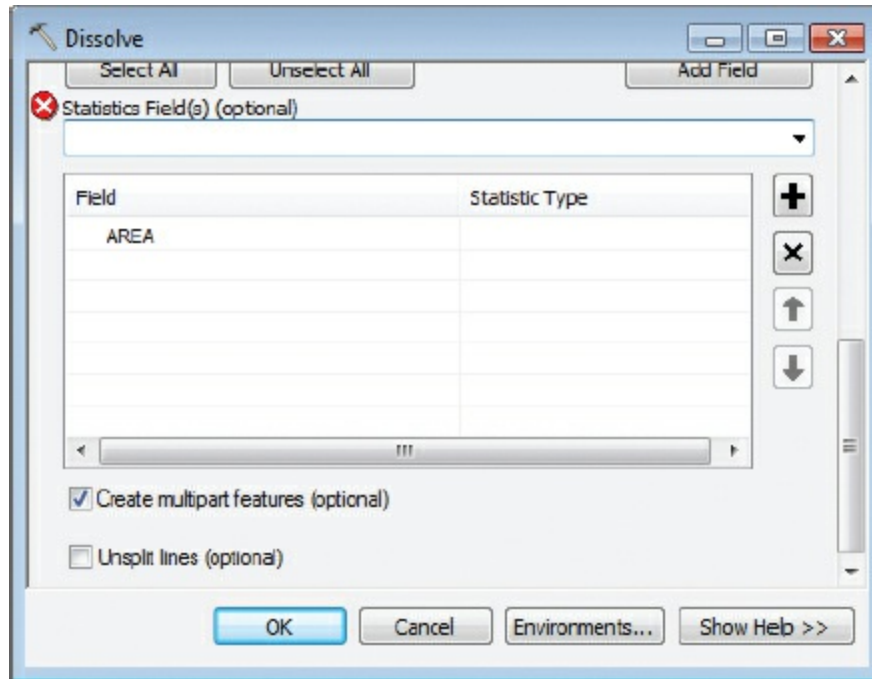 Dissolve
Select All Unselect All Add Field
Statistics Field(s) (optional)
Field Statistic Type
AREA
Create multipart features (optional)
Unsplit lines (optional)
OK Cancel Environments... Show Help >>